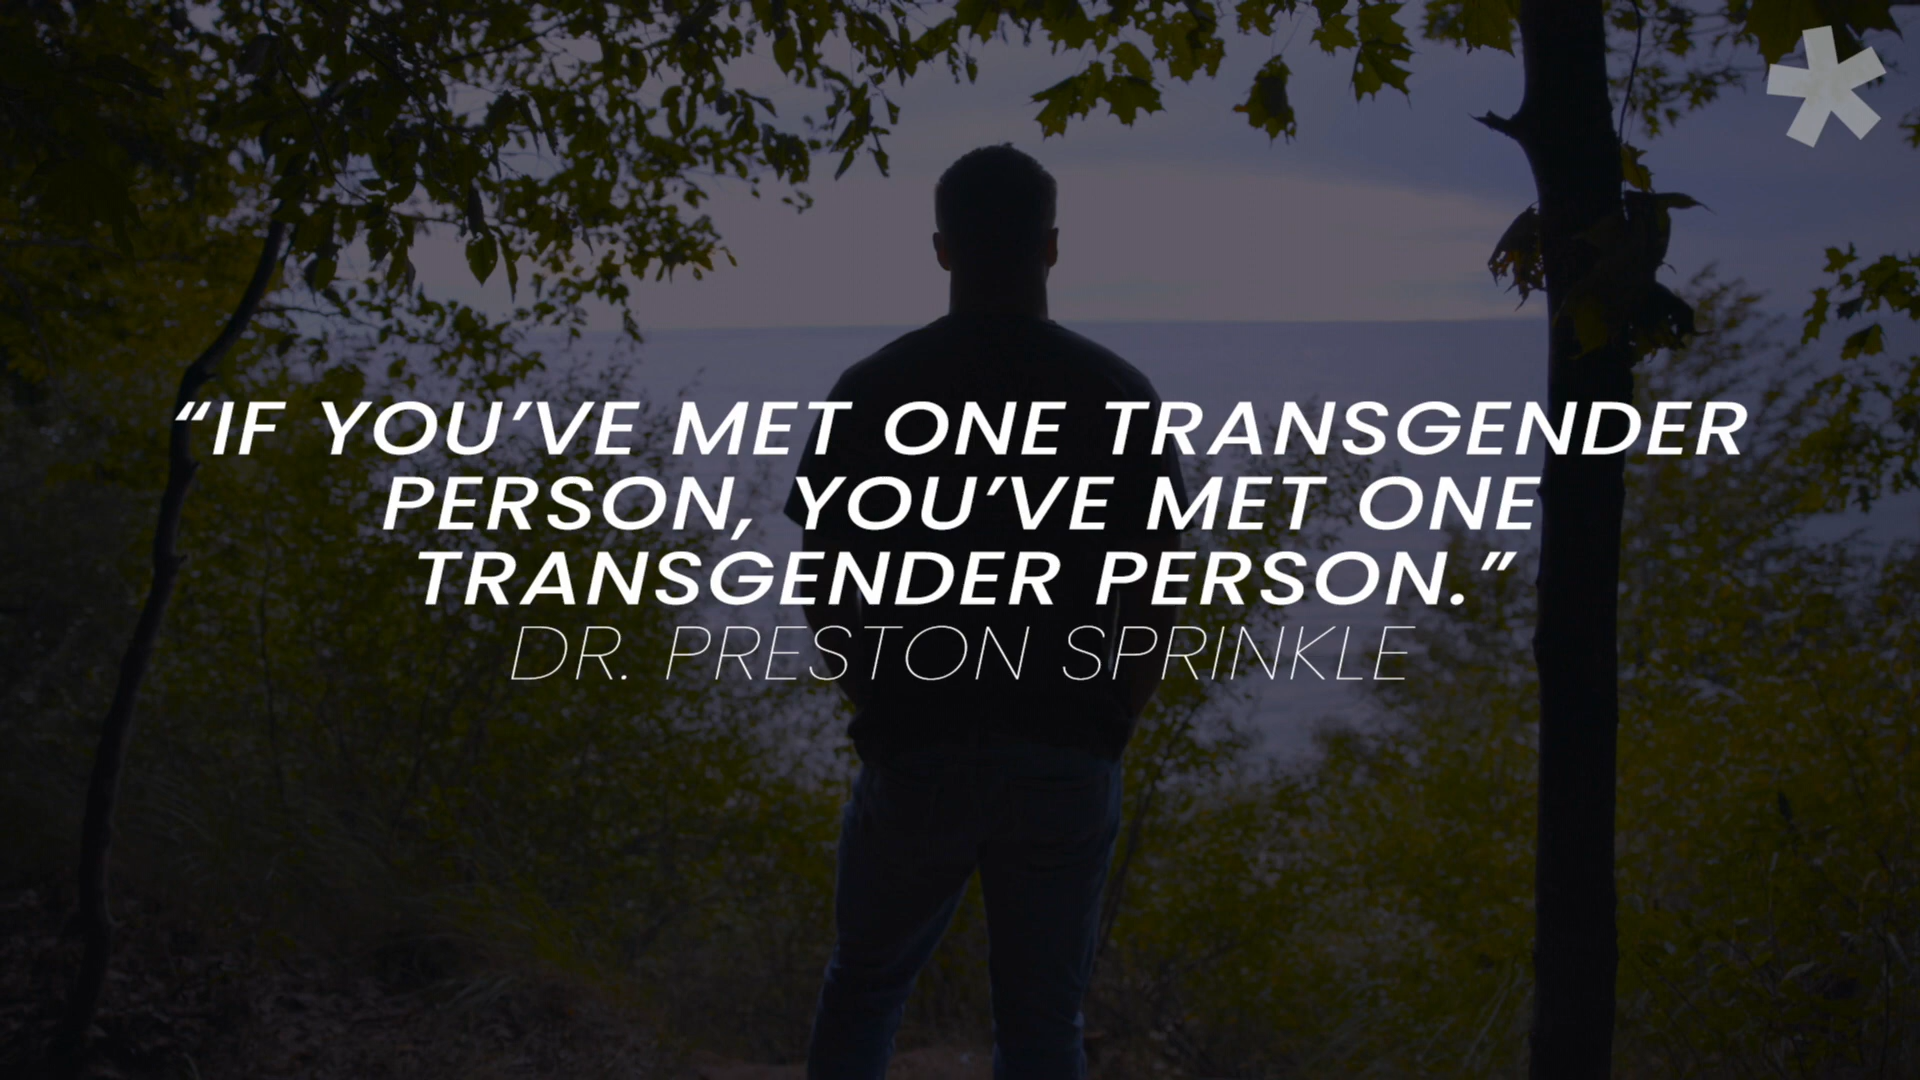 “IF YOU’VE MET ONE TRANSGENDER
PERSON, YOU’VE MET ONE
TRANSGENDER PERSON.”
DR. PRESTON SPRINKLE